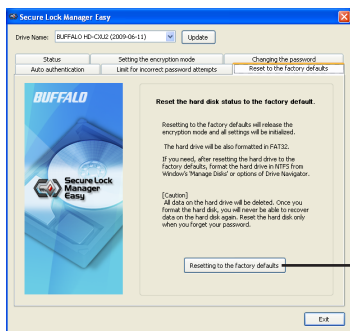 Secure Lock Manager Easy
Drive Name: BUFFALO HD-CXU2 (2009-06-11) Update
Status Setting the encryption mode Changing the password
Auto authentication Limit for incorrect password attempts Reset to the factory defaults
BUFFALO
Secure Lock
Manager
Easy
Reset the hard disk status to the factory default.
Resetting to the factory defaults will release the
encryption mode and all settings will be initialized.
The hard drive will be also formatted in FAT32.
If you need, after resetting the hard drive to the
factory defaults, format the hard drive in NTFS from
Window's 'Manage Disks' or options of Drive Navigator.
[Caution]
All data on the hard drive will be deleted. Once you
format the hard disk, you will never be able to recover
data on the hard disk again. Reset the hard disk only
when you forget your password.
Resetting to the factory defaults
Exit